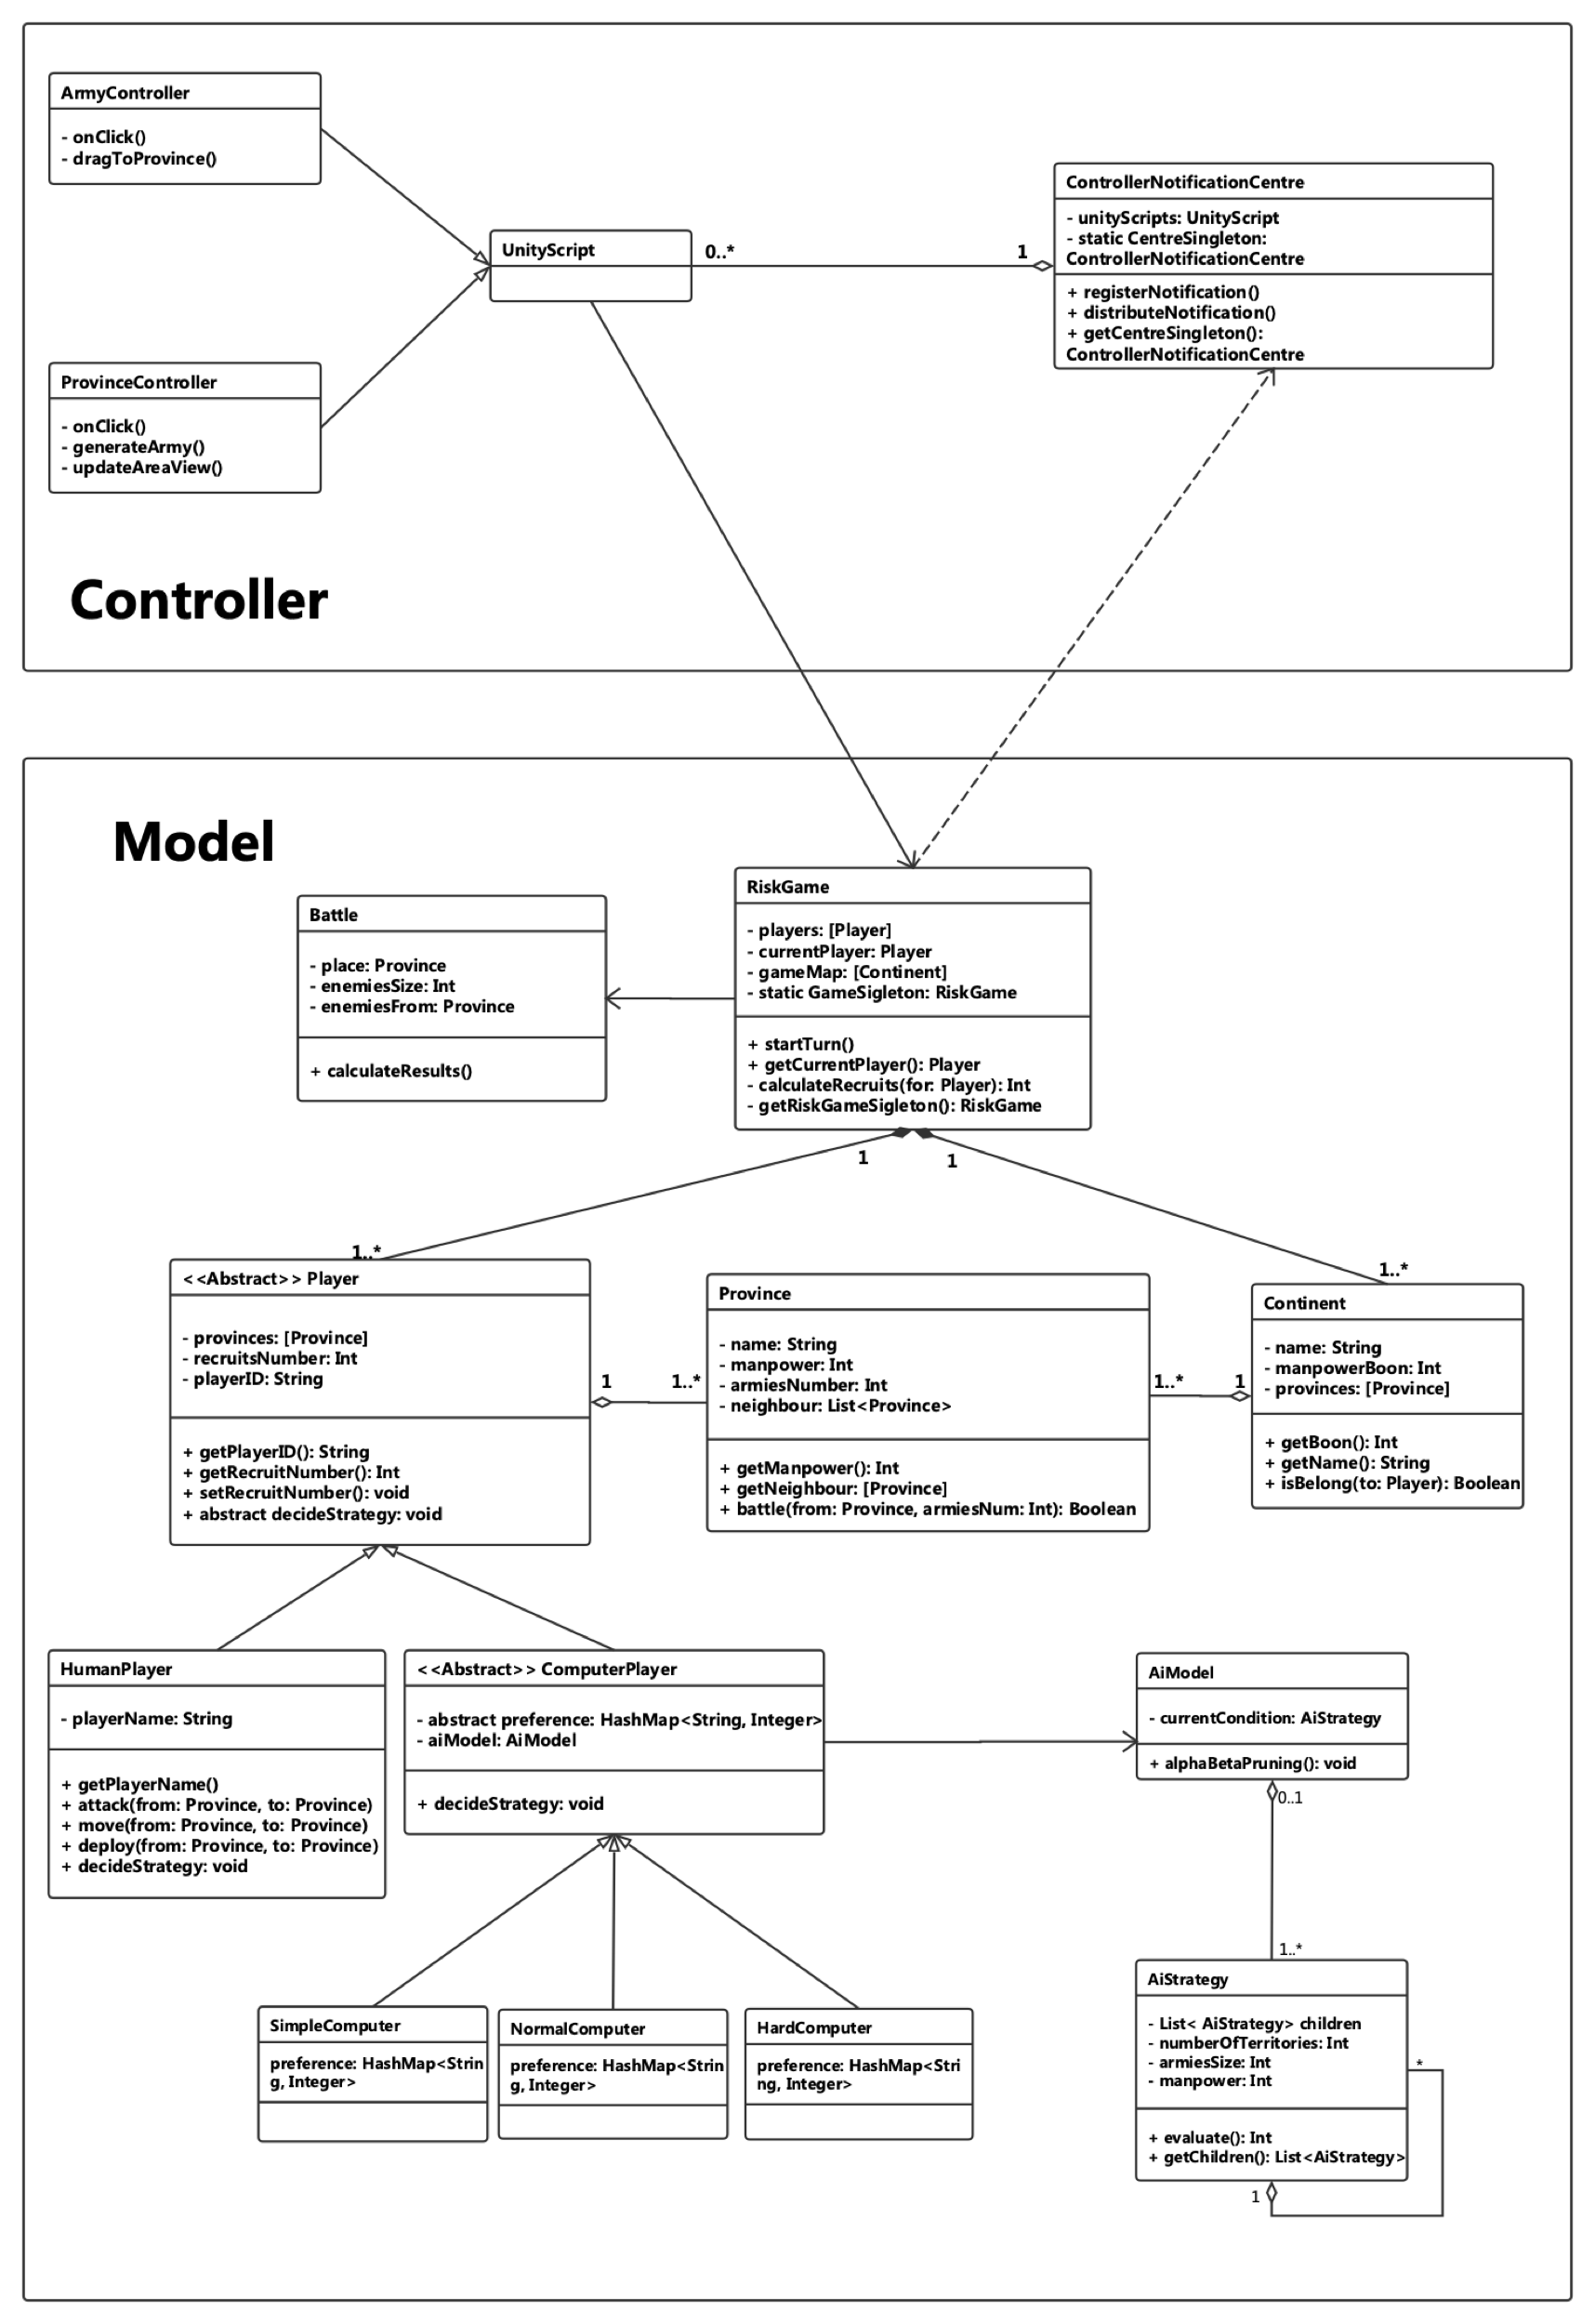 ArmyController
- onClick()
- dragToProvince()
ControllerNotificationCentre
- unityScripts: UnityScript
- static CentreSingleton:
ControllerNotificationCentre
+ registerNotification()
+ distributeNotification()
+ getCentreSingleton():
ControllerNotificationCentre
UnityScript
0..*
1
ProvinceController
- onClick()
- generateArmy()
- updateAreaView()
Controller
Model
Battle
- place: Province
- enemiesSize: Int
- enemiesFrom: Province
+ calculateResults()
RiskGame
- players: [Player]
- currentPlayer: Player
- gameMap: [Continent]
- static GameSigleton: RiskGame
+ startTurn()
+ getCurrentPlayer(): Player
- calculateRecruits(for: Player): Int
- getRiskGameSigleton(): RiskGame
1
1
1..*
1..*
<<Abstract>> Player
- provinces: [Province]
- recruitsNumber: Int
- playerID: String
+ getPlayerID(): String
+ getRecruitNumber(): Int
+ setRecruitNumber(): void
+ abstract decideStrategy: void
1
1..*
Province
- name: String
- manpower: Int
- armiesNumber: Int
- neighbour: List<Province>
+ getManpower(): Int
+ getNeighbour: [Province]
+ battle(from: Province, armiesNum: Int): Boolean
1..*
1
Continent
- name: String
- manpowerBoon: Int
- provinces: [Province]
+ getBoon(): Int
+ getName(): String
+ isBelong(to: Player): Boolean
HumanPlayer
- playerName: String
+ getPlayerName()
+ attack(from: Province, to: Province)
+ move(from: Province, to: Province)
+ deploy(from: Province, to: Province)
+ decideStrategy: void
<<Abstract>> ComputerPlayer
- abstract preference: HashMap<String, Integer>
- aiModel: AiModel
+ decideStrategy: void
AiModel
- currentCondition: AiStrategy
+ alphaBetaPruning(): void
0..1
1..*
SimpleComputer
preference: HashMap<Strin
g, Integer>
NormalComputer
preference: HashMap<Strin
g, Integer>
HardComputer
preference: HashMap<Stri
ng, Integer>
AiStrategy
- List< AiStrategy> children
- numberOfTerritories: Int
- armiesSize: Int
- manpower: Int
+ evaluate(): Int
+ getChildren(): List<AiStrategy>
*
1